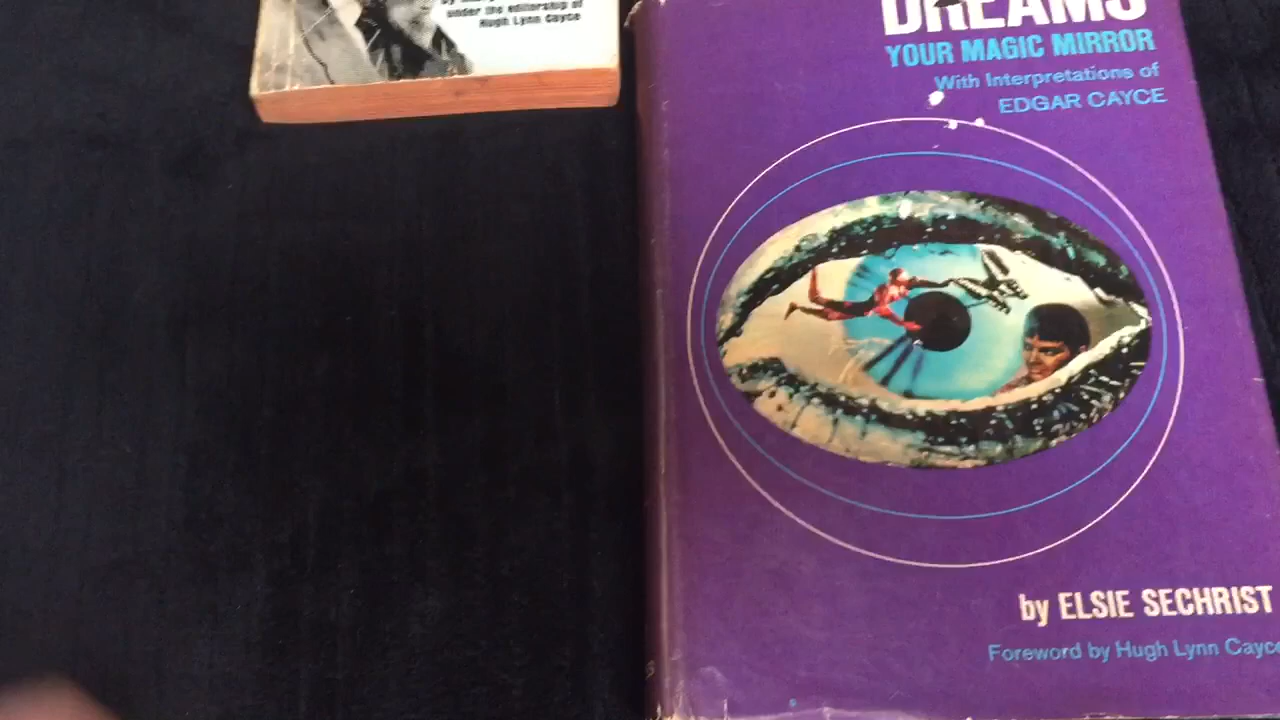 under the editorship of
Hugh Lynn Cayce
DREAMS
YOUR MAGIC MIRROR
With Interpretations of
EDGAR CAYCE
by ELSIE SECHRIST
Foreword by Hugh Lynn Cayce